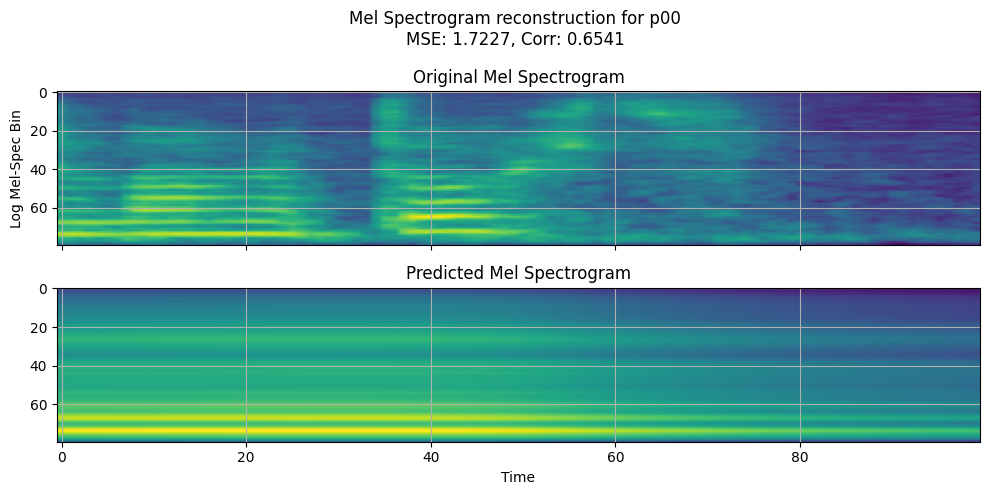 Mel Spectrogram reconstruction for p00
MSE: 1.7227, Corr: 0.6541
Original Mel Spectrogram
0
20
40
60
Log Mel-Spec Bin
Predicted Mel Spectrogram
0
20
40
60
0 20 40 60 80
Time